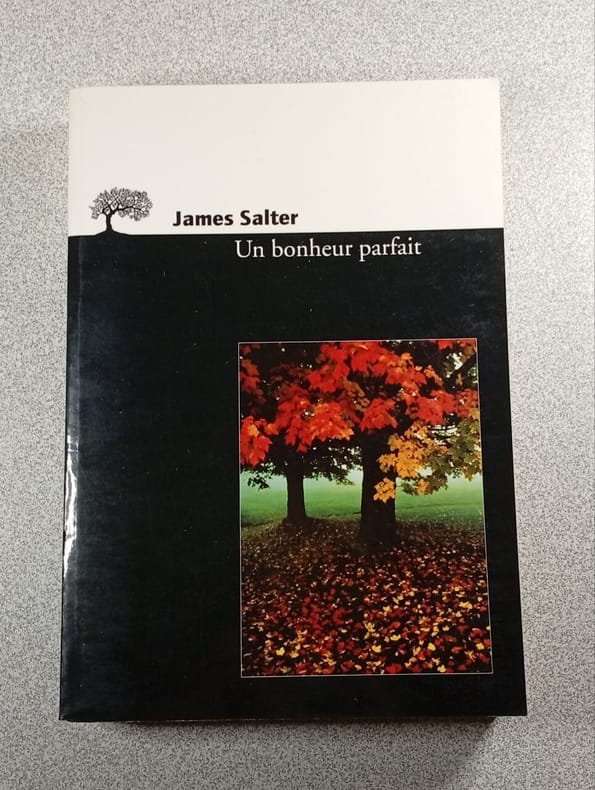 James Salter
Un bonheur parfait